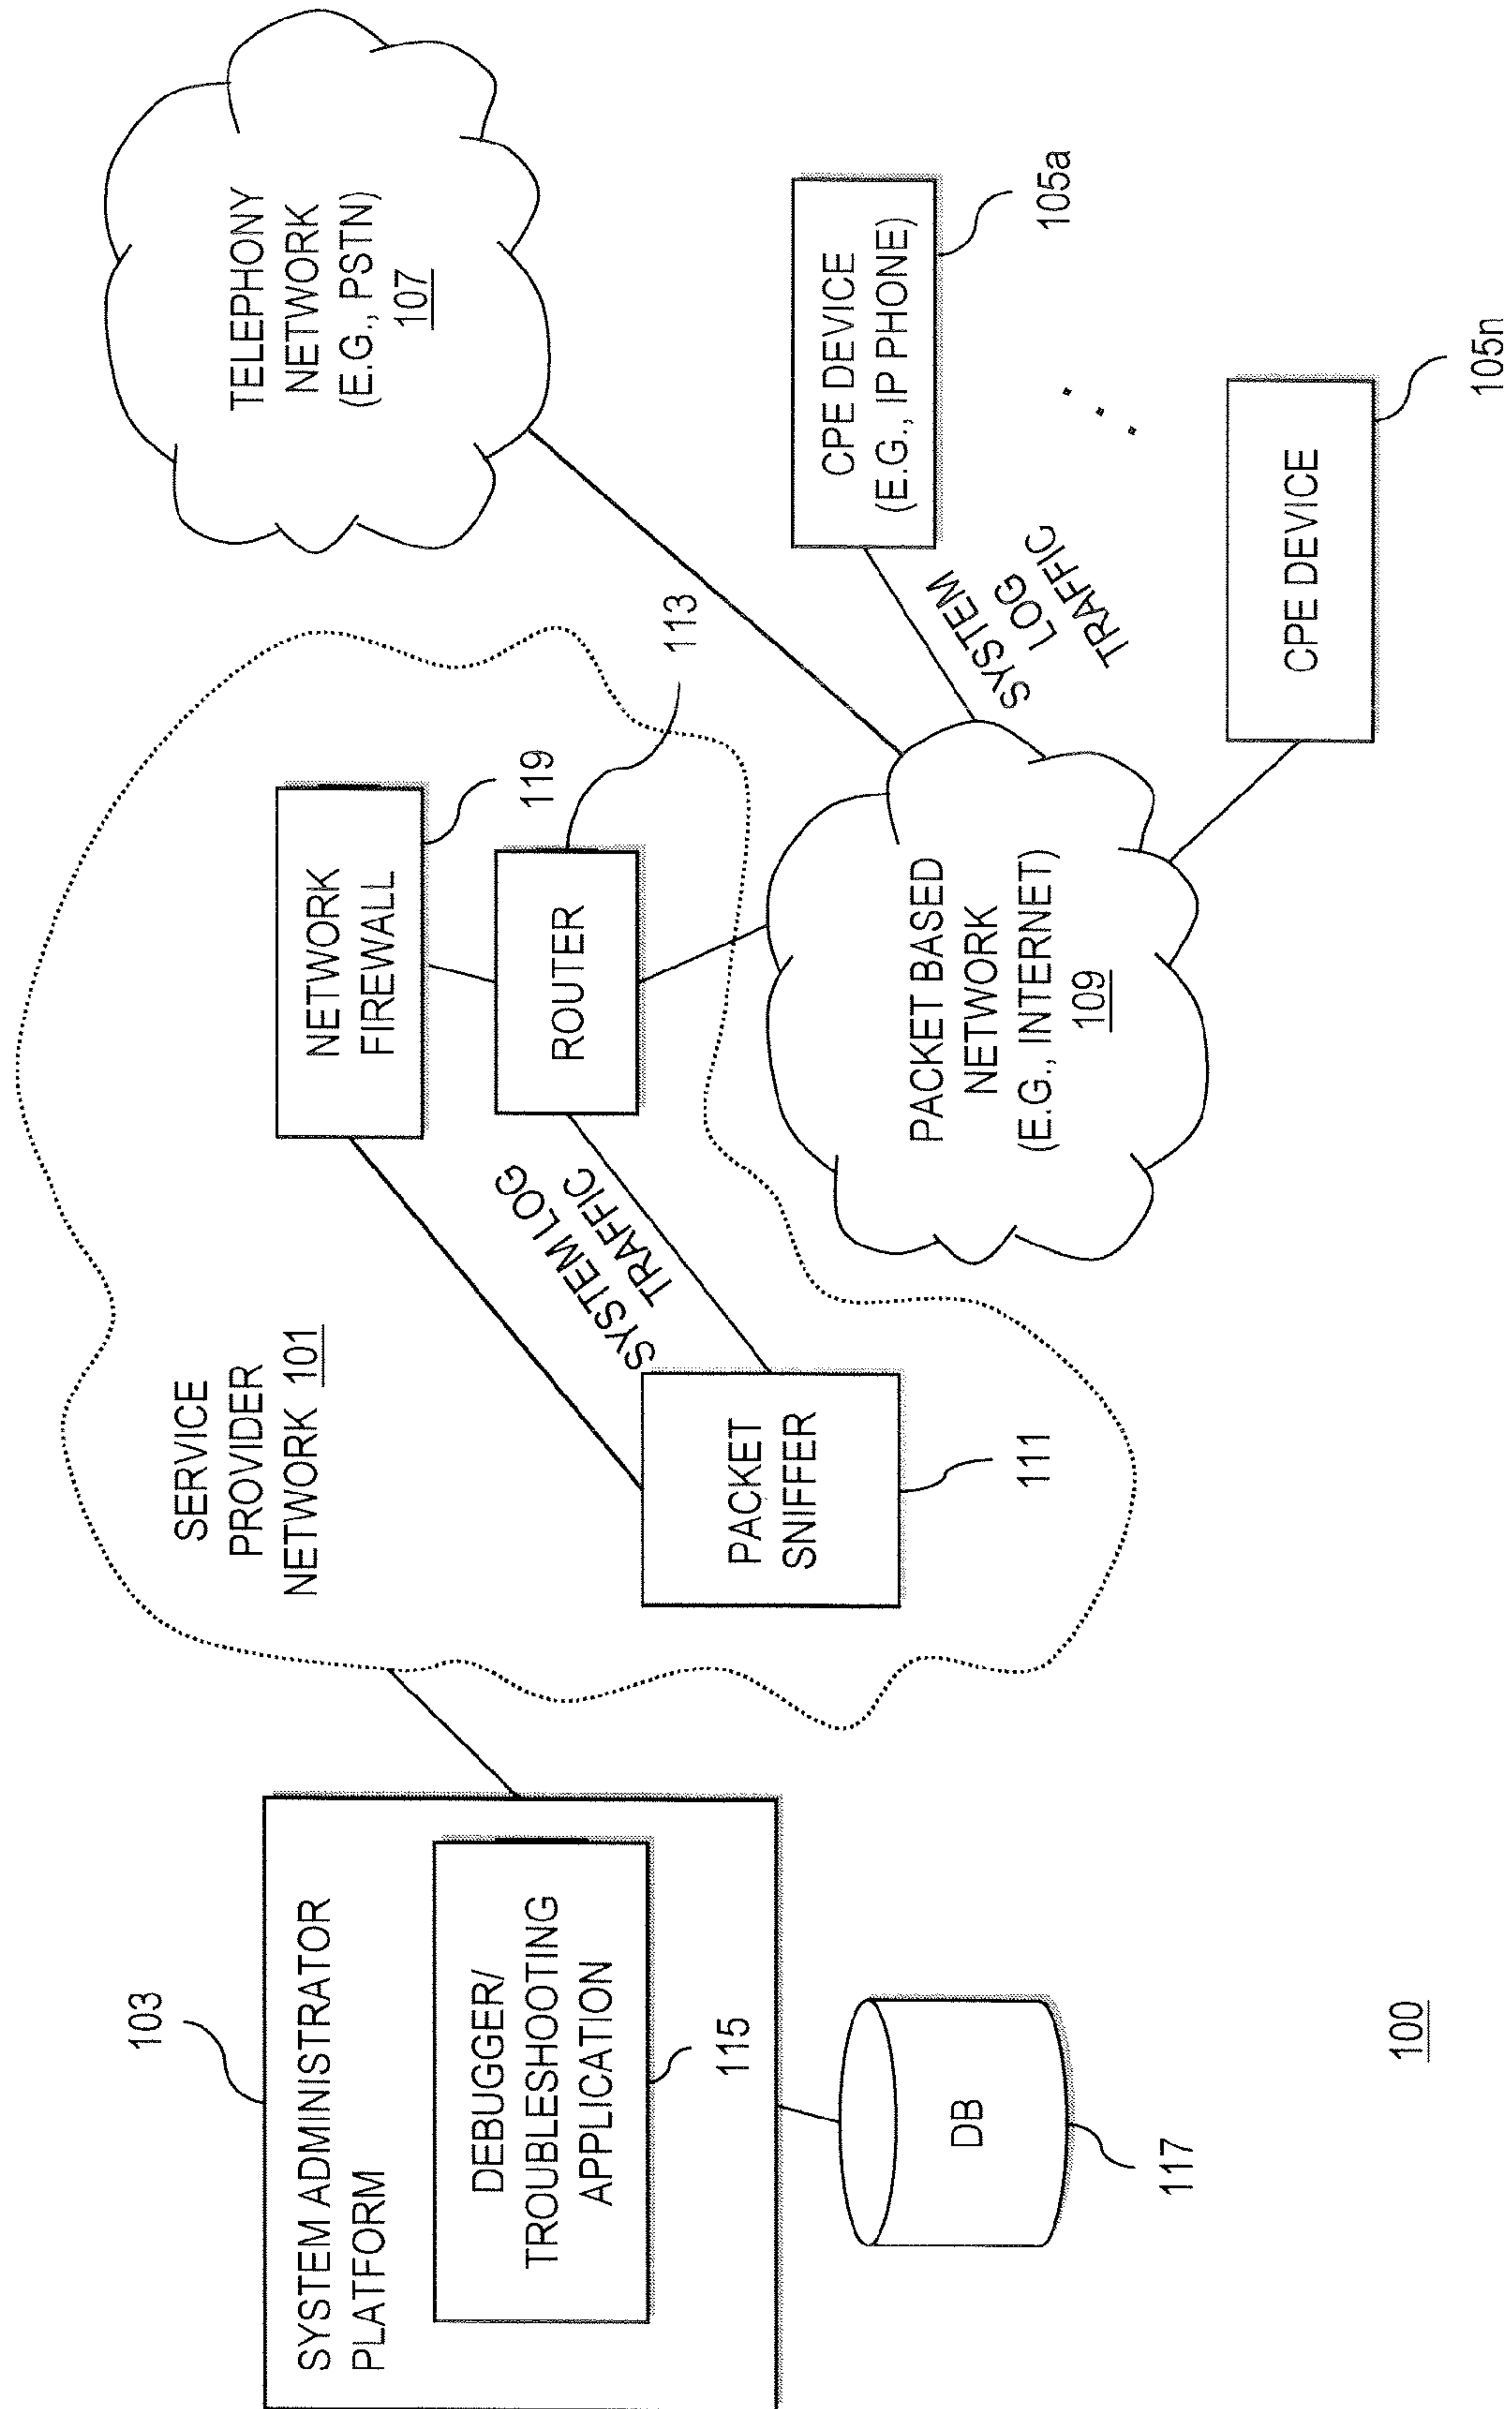 103
SYSTEM ADMINISTRATOR
PLATFORM
DEBUGGER/
TROUBLESHOOTING
APPLICATION
115
DB
117
SERVICE
PROVIDER
NETWORK 101
PACKET
SNIFFER
111
SYSTEM LOG
TRAFFIC
NETWORK
FIREWALL
119
ROUTER
113
TELEPHONY
NETWORK
(E.G., PSTN)
107
PACKET BASED
NETWORK
(E.G., INTERNET)
109
SYSTEM
LOG
TRAFFIC
CPE DEVICE
(E.G., IP PHONE)
105a
CPE DEVICE
105n
100